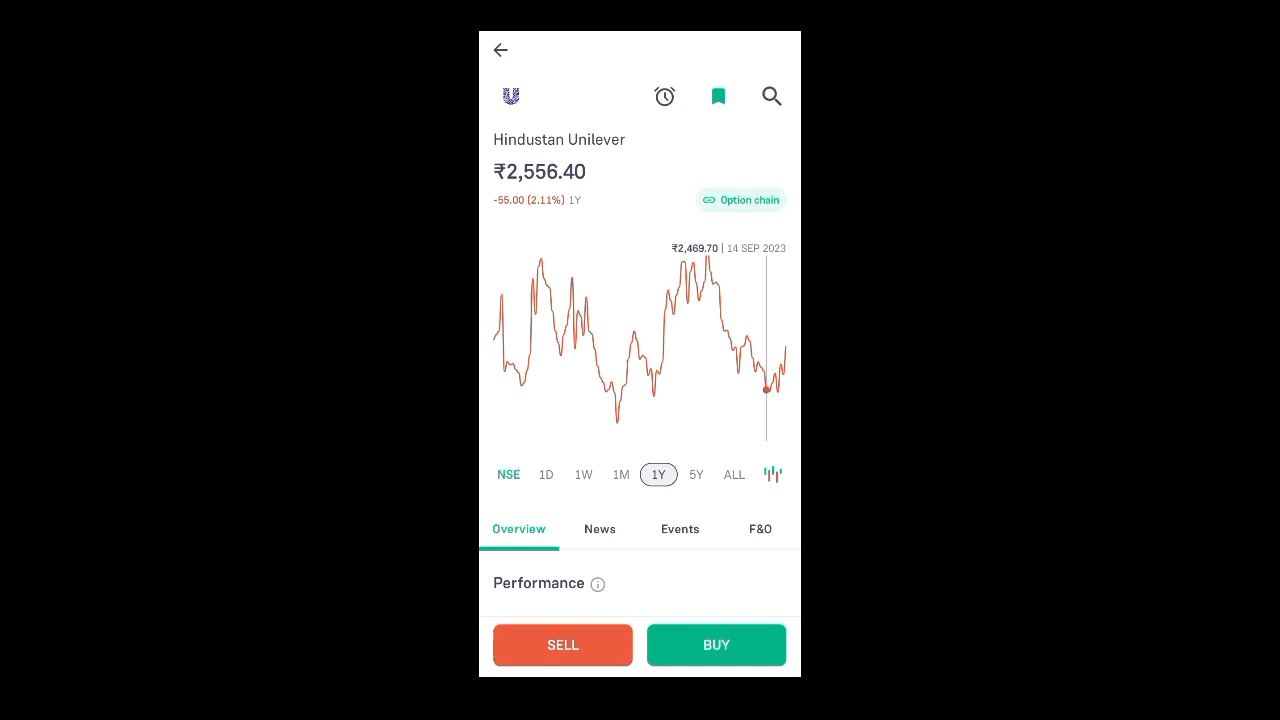 Hindustan Unilever
₹2,556.40
-55.00 (2.11%) 1Y
Option chain
₹2,469.70 | 14 SEP 2023
NSE 1D 1W 1M 1Y 5Y ALL
Overview News Events F&O
Performance
SELL BUY